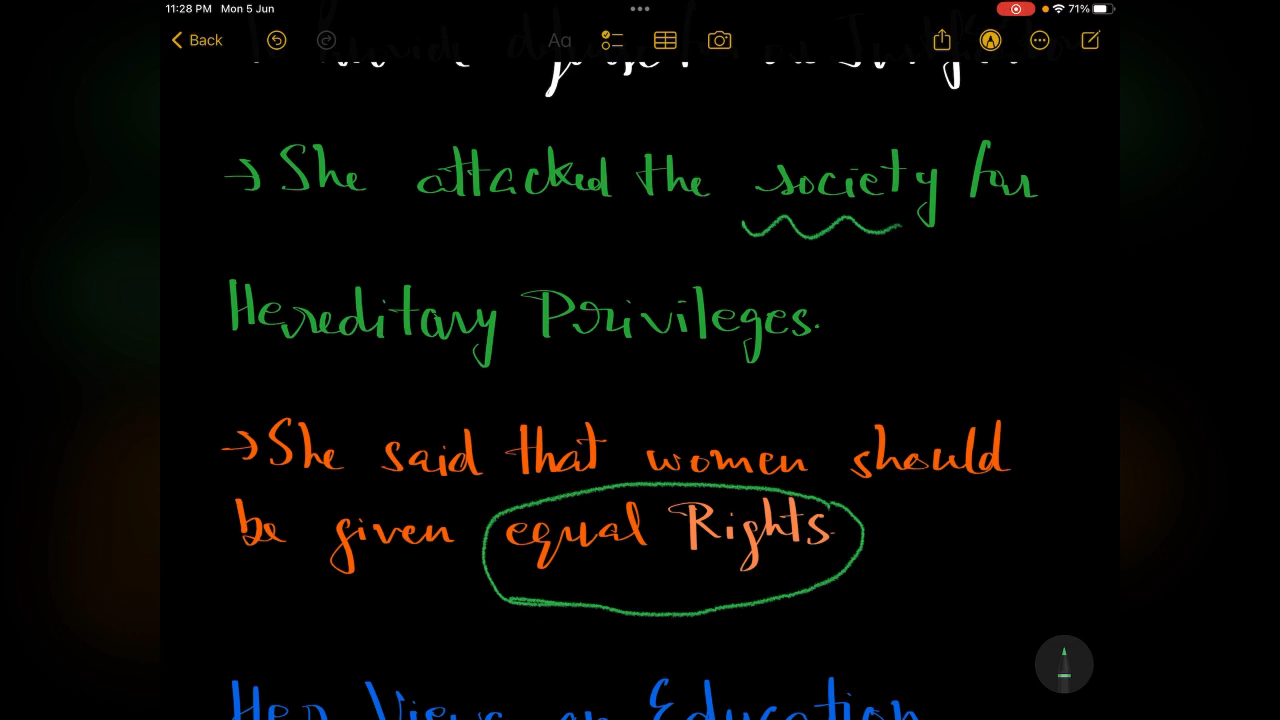 11:28 PM Mon 5 Jun
71%
Back
Aa
→ She attacked the society for
Hereditary Privileges.
→ She said that women should
be given equal Rights.
Her Views on Education